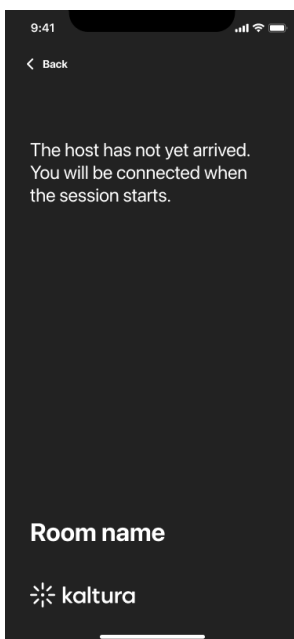 9:41
Back
The host has not yet arrived.
You will be connected when
the session starts.
Room name
kaltura